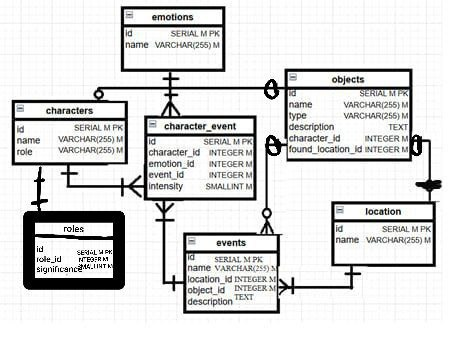 emotions
id SERIAL M PK
name VARCHAR(255) M
objects
id SERIAL M PK
name VARCHAR(255) M
type VARCHAR(255) M
description TEXT
character_id INTEGER M
found_location_id INTEGER M
characters
id SERIAL M PK
name VARCHAR(255) M
role VARCHAR(255) M
character_event
id SERIAL M PK
character_id INTEGER M
emotion_id INTEGER M
event_id INTEGER M
intensity SMALLINT M
roles
id SERIAL M PK
role_id INTEGER M
significance SMALLINT M
location
id SERIAL M PK
name VARCHAR(255) M
events
id SERIAL M PK
name VARCHAR(255) M
location_id INTEGER M
object_id INTEGER M
description TEXT